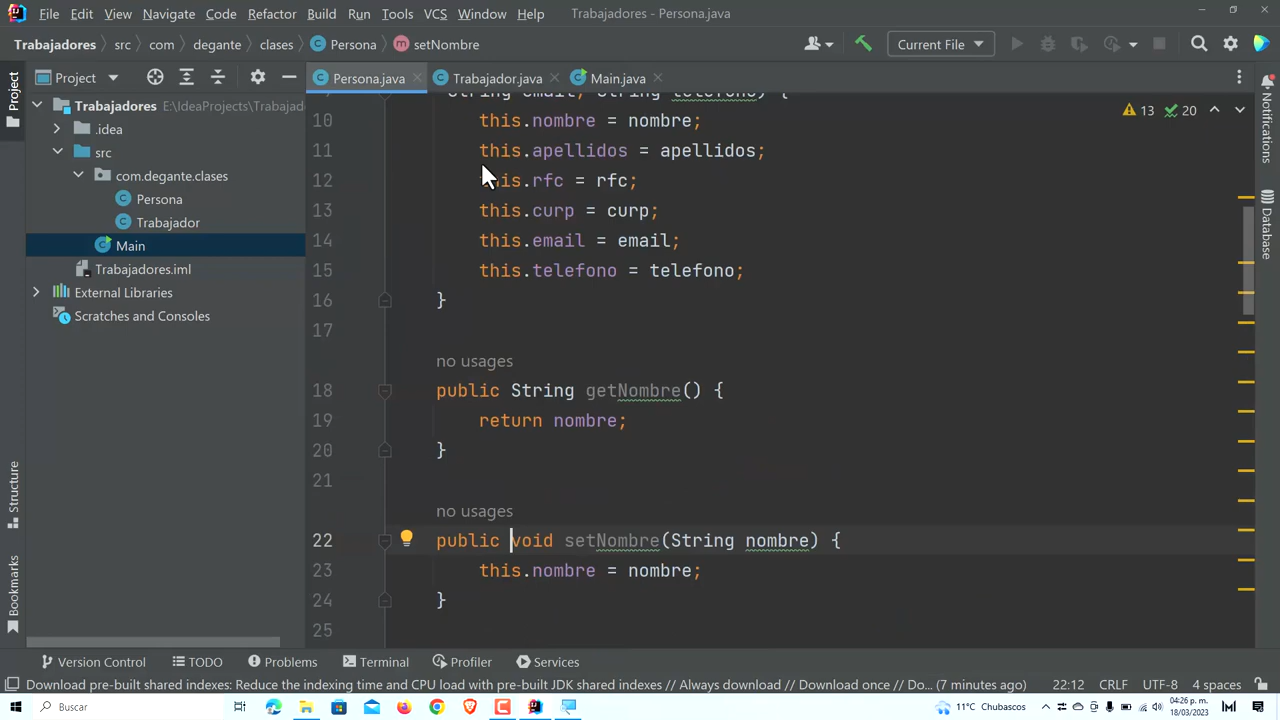 File Edit View Navigate Code Refactor Build Run Tools VCS Window Help Trabajadores - Persona.java
Trabajadores src com degante clases Persona setNombre Current File
Project Persona.java Trabajador.java Main.java
Project
Trabajadores E:\IdeaProjects\Trabajad
.idea
src
com.degante.clases
Persona
Trabajador
Main
Trabajadores.iml
External Libraries
Scratches and Consoles
Structure
Bookmarks
String email, String telefono) {
13 20
10 this.nombre = nombre;
11 this.apellidos = apellidos;
12 this.rfc = rfc;
13 this.curp = curp;
14 this.email = email;
15 this.telefono = telefono;
16 }
17
no usages
18 public String getNombre() {
19 return nombre;
20 }
21
no usages
22 public void setNombre(String nombre) {
23 this.nombre = nombre;
24 }
25
Notifications
Database
Version Control TODO Problems Terminal Profiler Services
Download pre-built shared indexes: Reduce the indexing time and CPU load with pre-built JDK shared indexes // Always download // Download once // Do... (7 minutes ago) 22:12 CRLF UTF-8 4 spaces
Buscar 11°C Chubascos 04:26 p. m. 18/03/2023